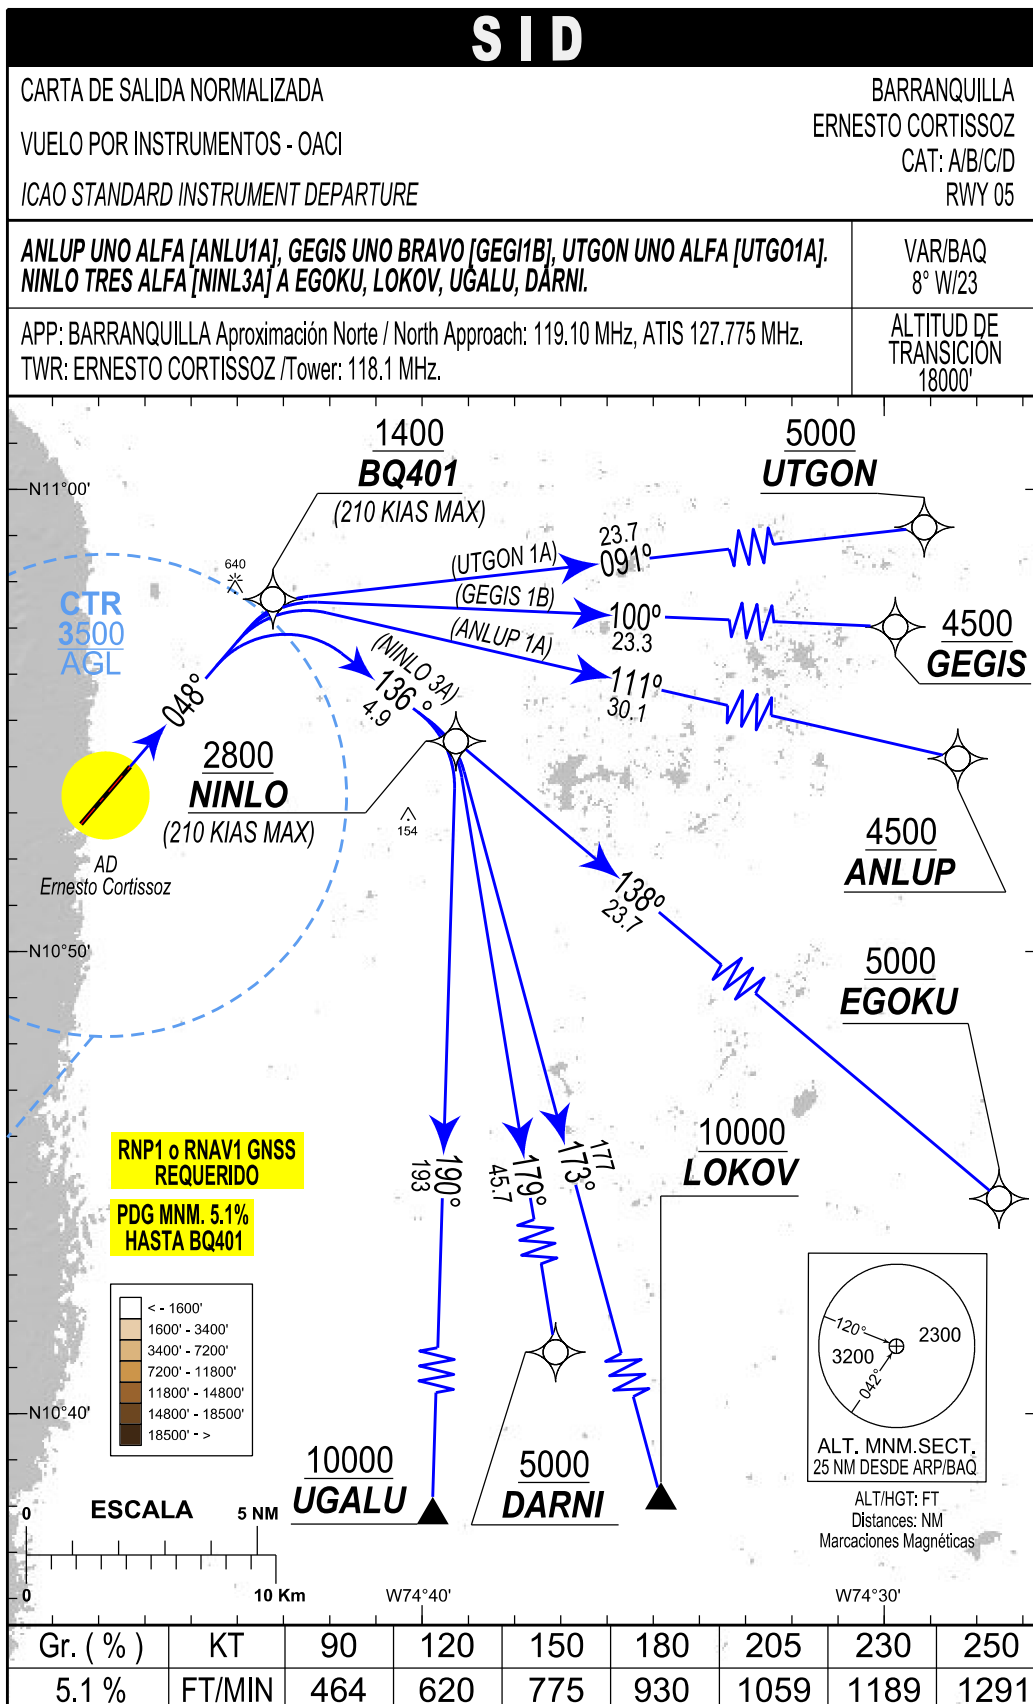 SID
CARTA DE SALIDA NORMALIZADA
VUELO POR INSTRUMENTOS - OACI
ICAO STANDARD INSTRUMENT DEPARTURE
BARRANQUILLA
ERNESTO CORTISSOZ
CAT: A/B/C/D
RWY 05
ANLUP UNO ALFA [ANLU1A], GEGIS UNO BRAVO [GEGI1B], UTGON UNO ALFA [UTGO1A].
NINLO TRES ALFA [NINL3A] A EGOKU, LOKOV, UGALU, DARNI.
VAR/BAQ
8° W/23
APP: BARRANQUILLA Aproximación Norte / North Approach: 119.10 MHz, ATIS 127.775 MHz.
TWR: ERNESTO CORTISSOZ /Tower: 118.1 MHz.
ALTITUD DE
TRANSICIÓN
18000'
1400
BQ401
(210 KIAS MAX)
5000
UTGON
N11°00'
23.7
(UTGON 1A)
091°
640
(GEGIS 1B)
100°
23.3
CTR
3500
AGL
(ANLUP 1A)
111°
30.1
4500
GEGIS
048°
(NINLO 3A)
136°
4.9
2800
NINLO
(210 KIAS MAX)
154
4500
ANLUP
AD
Ernesto Cortissoz
138°
23.7
N10°50'
5000
EGOKU
10000
LOKOV
190°
193
179°
45.7
177
173°
RNP1 o RNAV1 GNSS
REQUERIDO
PDG MNM. 5.1%
HASTA BQ401
< - 1600'
1600' - 3400'
3400' - 7200'
7200' - 11800'
11800' - 14800'
14800' - 18500'
18500' - >
120°
2300
3200
042°
N10°40'
ALT. MNM.SECT.
25 NM DESDE ARP/BAQ
10000
UGALU
5000
DARNI
ALT/HGT: FT
Distances: NM
Marcaciones Magnéticas
0 ESCALA 5 NM
0 10 Km
W74°40'
W74°30'
Gr. ( % ) KT 90 120 150 180 205 230 250
5.1 % FT/MIN 464 620 775 930 1059 1189 1291